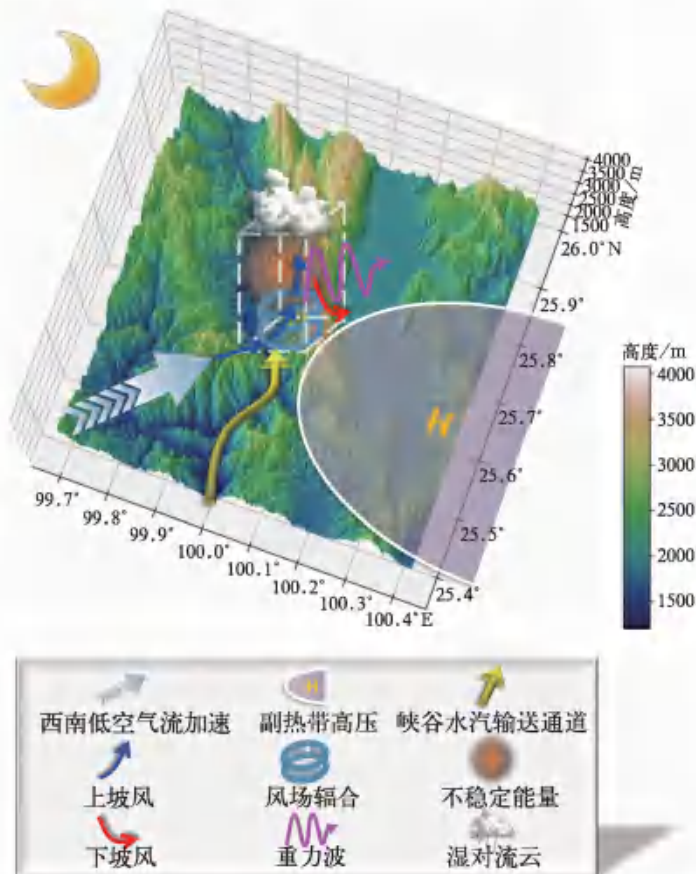 4000
3500
3000
2500
2000
1500
高度/m
26.0°N
25.9°
25.8°
25.7°
25.6°
25.5°
25.4°
99.7°
99.8°
99.9°
100.0°
100.1°
100.2°
100.3°
100.4°E
H
高度/m
4000
3500
3000
2500
2000
1500
H
西南低空气流加速 副热带高压 峡谷水汽输送通道
上坡风 风场辐合 不稳定能量
下坡风 重力波 湿对流云